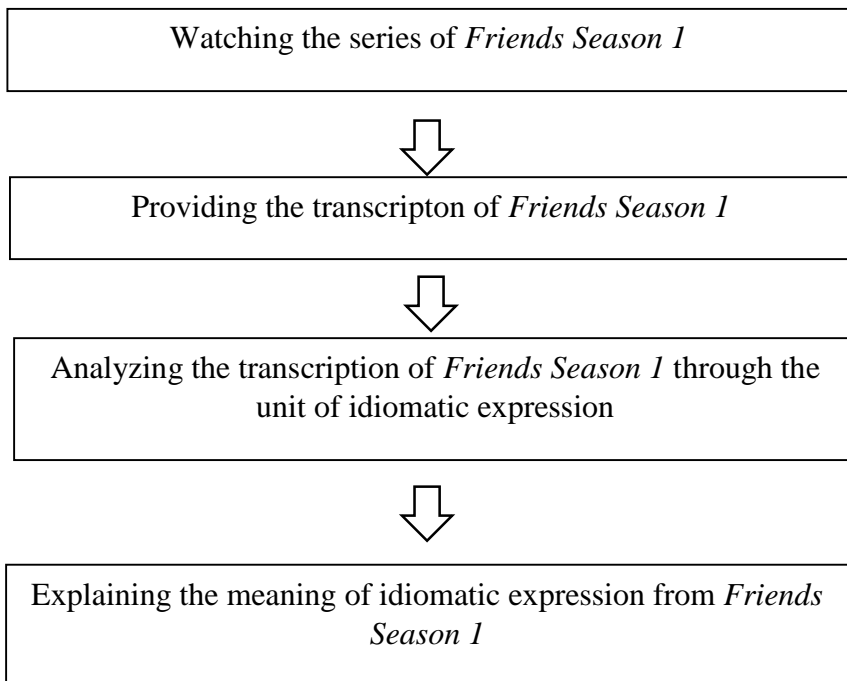 Watching the series of Friends Season 1
Providing the transcripton of Friends Season 1
Analyzing the transcription of Friends Season 1 through the
unit of idiomatic expression
Explaining the meaning of idiomatic expression from Friends
Season 1